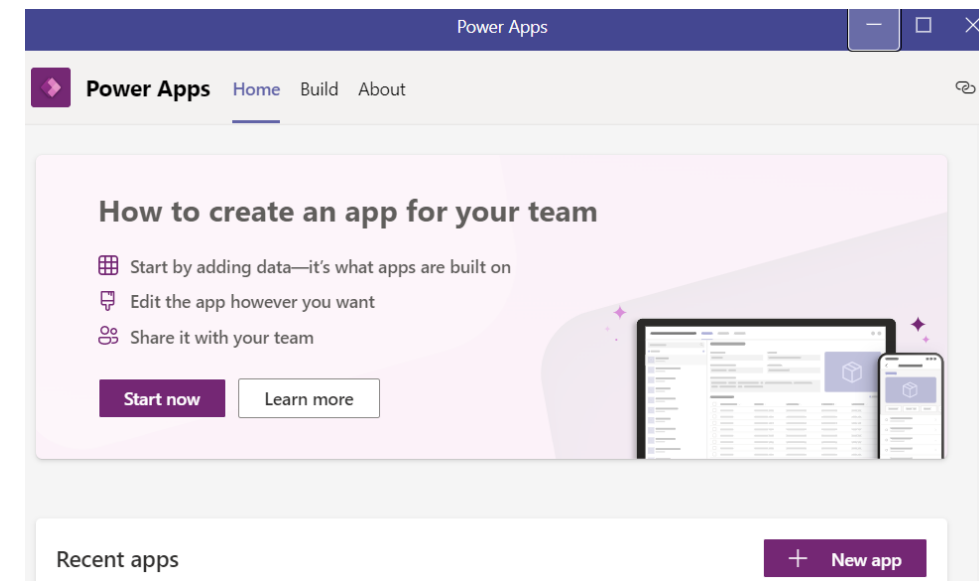 Power Apps
Power Apps Home Build About
How to create an app for your team
Start by adding data—it's what apps are built on
Edit the app however you want
Share it with your team
Start now Learn more
Recent apps New app